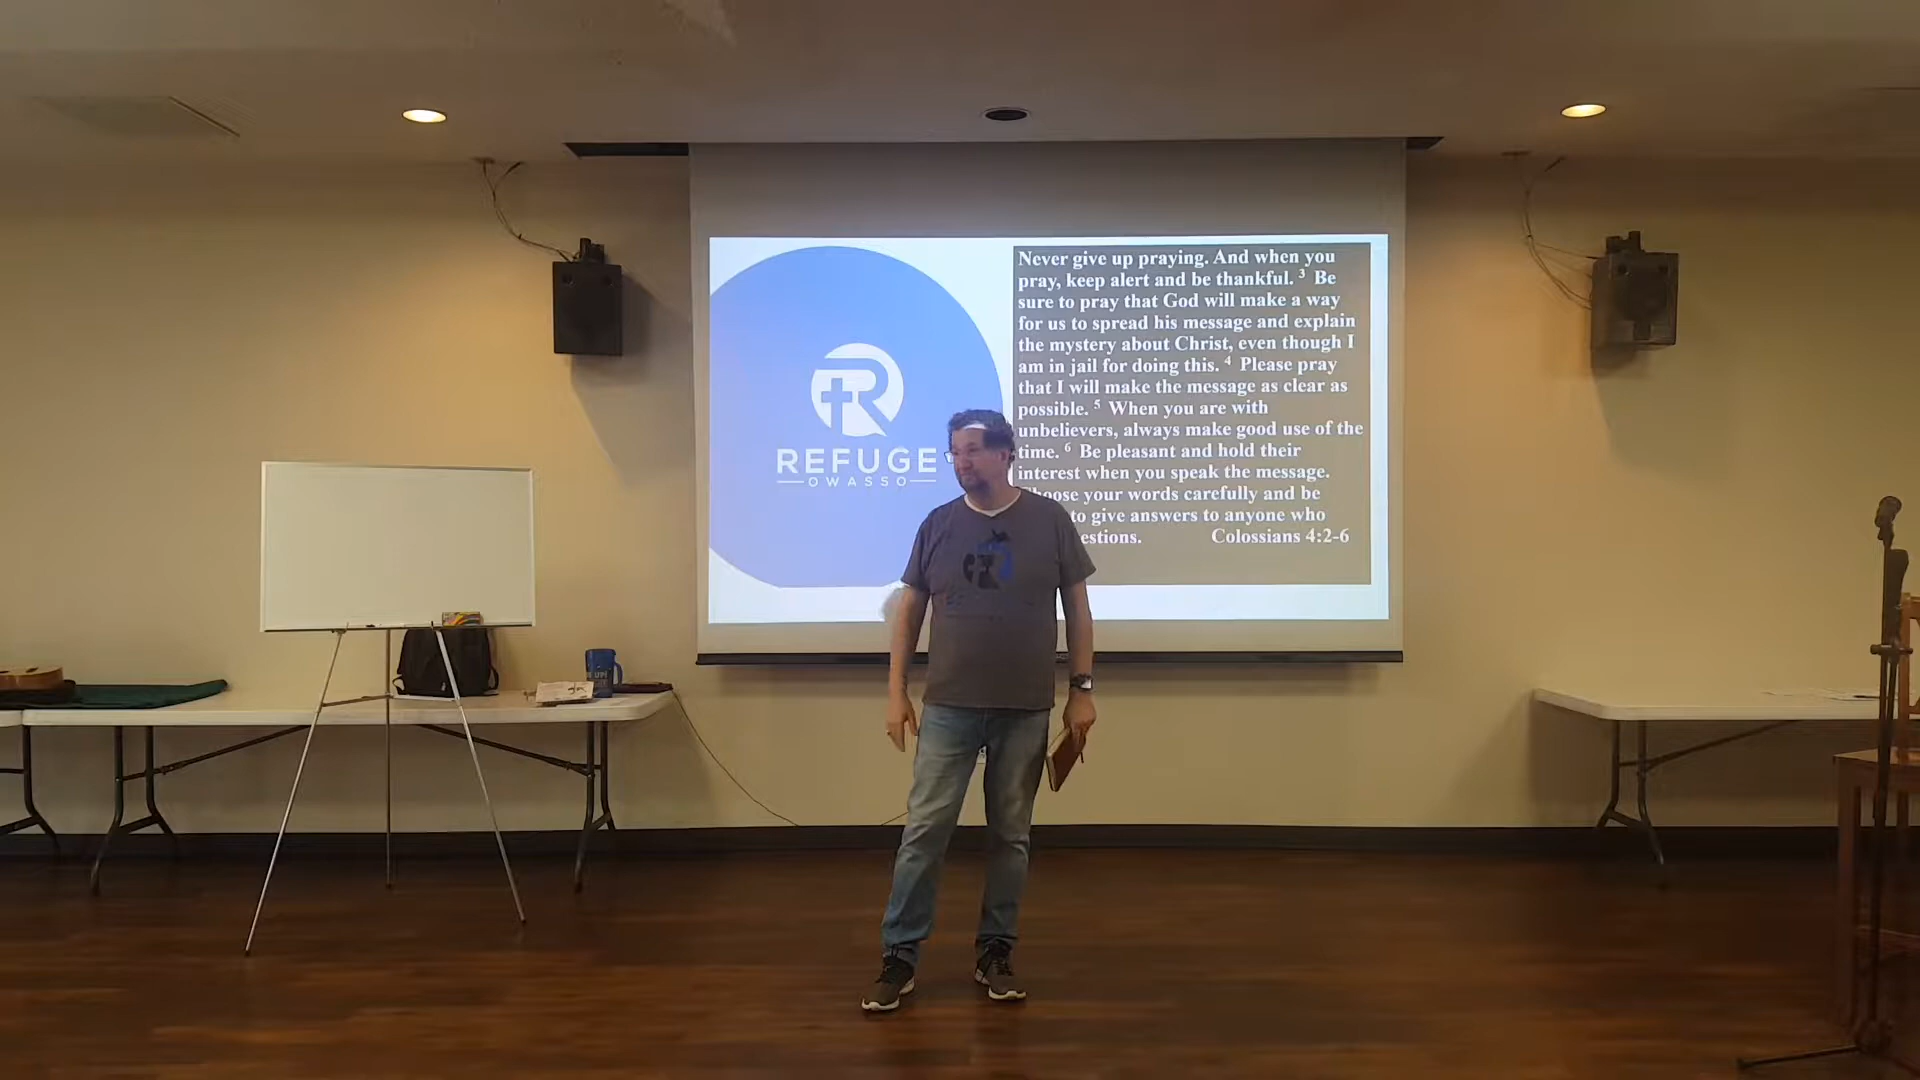 REFUGE
OWASSO
Never give up praying. And when you
pray, keep alert and be thankful. 3 Be
sure to pray that God will make a way
for us to spread his message and explain
the mystery about Christ, even though I
am in jail for doing this. 4 Please pray
that I will make the message as clear as
possible. 5 When you are with
unbelievers, always make good use of the
time. 6 Be pleasant and hold their
interest when you speak the message.
your words carefully and be
to give answers to anyone who
Colossians 4:2-6